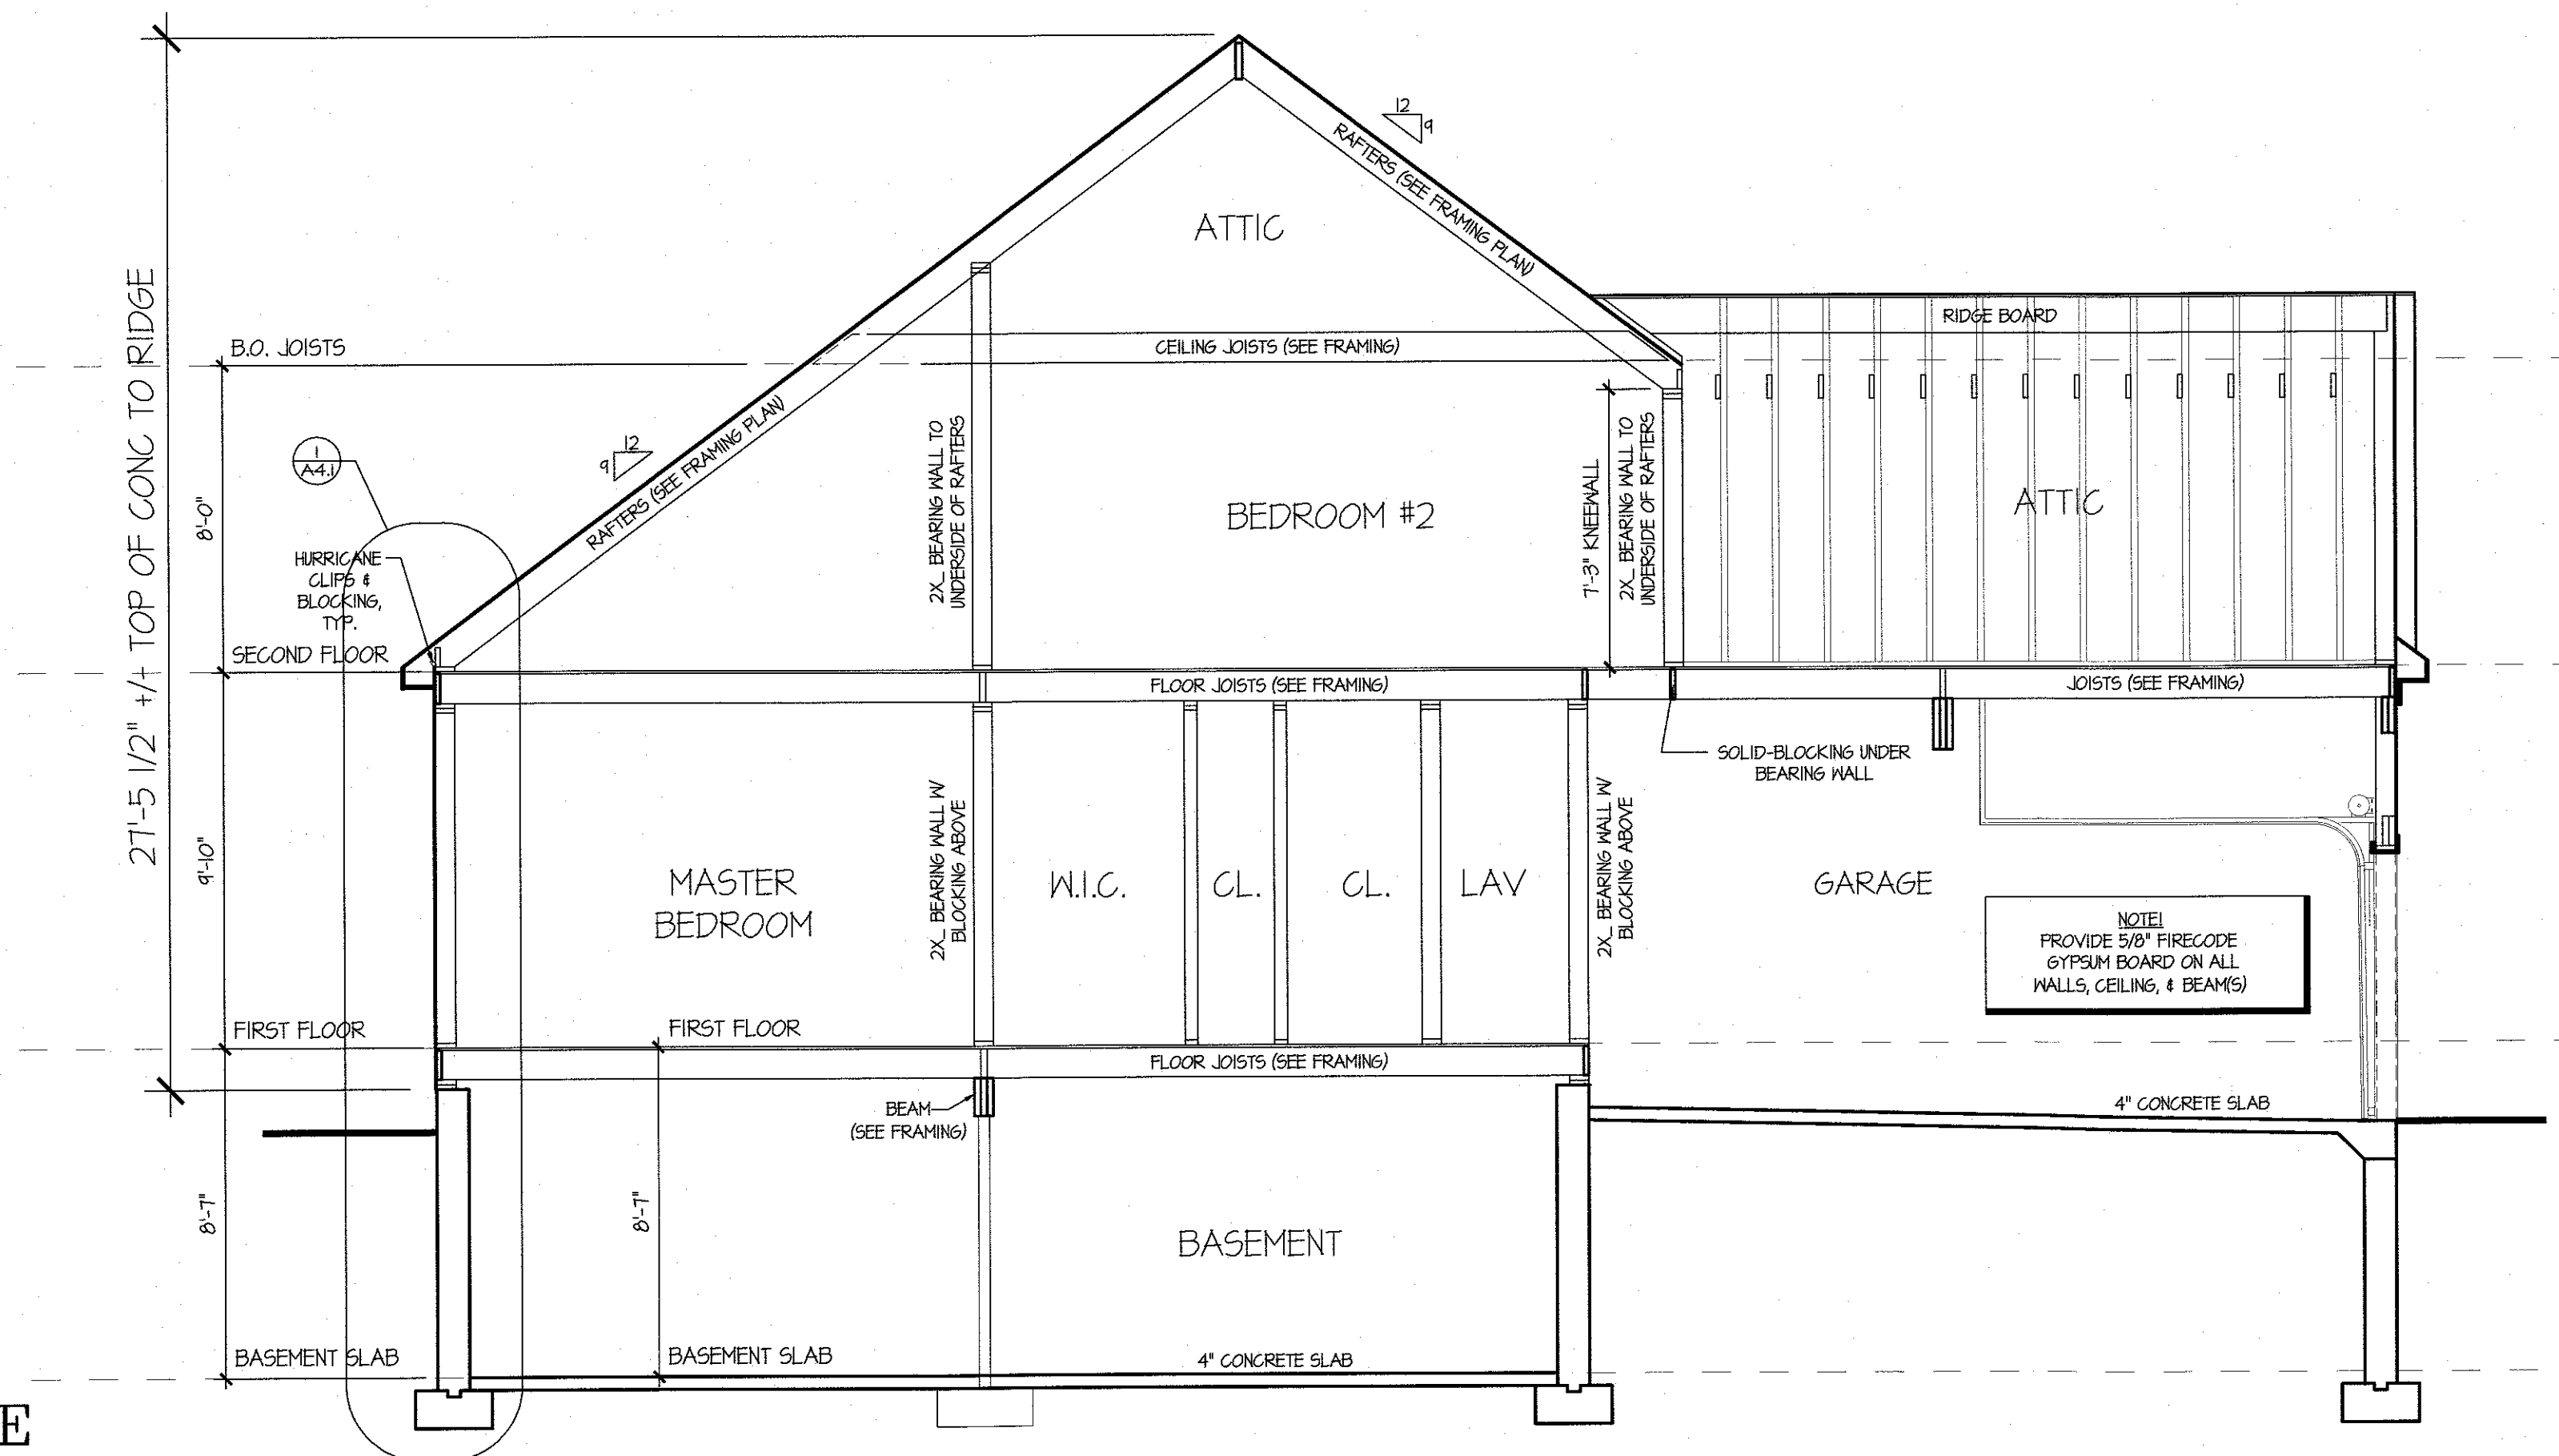 12
9
RAFTERS (SEE FRAMING PLAN)
ATTIC
27'-5 1/2" +/+ TOP OF CONC TO RIDGE
B.O. JOISTS
CEILING JOISTS (SEE FRAMING)
RIDGE BOARD
1
A4.1
12
9
RAFTERS (SEE FRAMING PLAN)
8'-0"
HURRICANE
CLIPS &
BLOCKING,
TYP.
2X_ BEARING WALL TO
UNDERSIDE OF RAFTERS
BEDROOM #2
7'-3" KNEEWALL
2X_ BEARING WALL TO
UNDERSIDE OF RAFTERS
ATTIC
SECOND FLOOR
FLOOR JOISTS (SEE FRAMING)
JOISTS (SEE FRAMING)
SOLID-BLOCKING UNDER
BEARING WALL
9'-10"
MASTER
BEDROOM
2X_ BEARING WALL W/
BLOCKING ABOVE
W.I.C.
CL.
CL.
LAV
2X_ BEARING WALL W/
BLOCKING ABOVE
GARAGE
NOTE!
PROVIDE 5/8" FIRECODE
GYPSUM BOARD ON ALL
WALLS, CEILING, & BEAM(S)
FIRST FLOOR
FIRST FLOOR
FLOOR JOISTS (SEE FRAMING)
BEAM
(SEE FRAMING)
4" CONCRETE SLAB
8'-7"
8'-7"
BASEMENT
BASEMENT SLAB
BASEMENT SLAB
4" CONCRETE SLAB
E